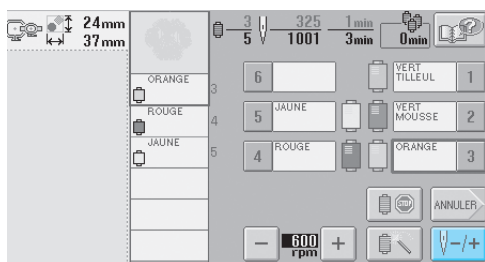 24mm
37mm
3
5
325
1001
1min
3min
0min
ORANGE
3
ROUGE
4
JAUNE
5
6
VERT
TILLEUL
1
5
JAUNE
VERT
MOUSSE
2
4
ROUGE
ORANGE
3
STOP
ANNULER
−
600
rpm
+
−/+